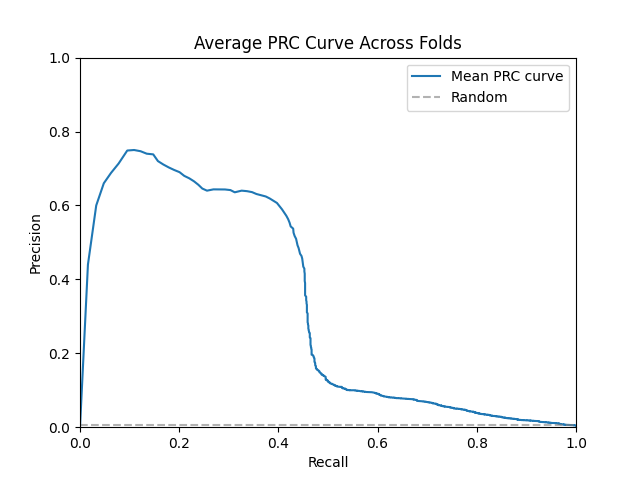 Average PRC Curve Across Folds
Mean PRC curve
Random
Precision
1.0
0.8
0.6
0.4
0.2
0.0
0.0 0.2 0.4 0.6 0.8 1.0
Recall